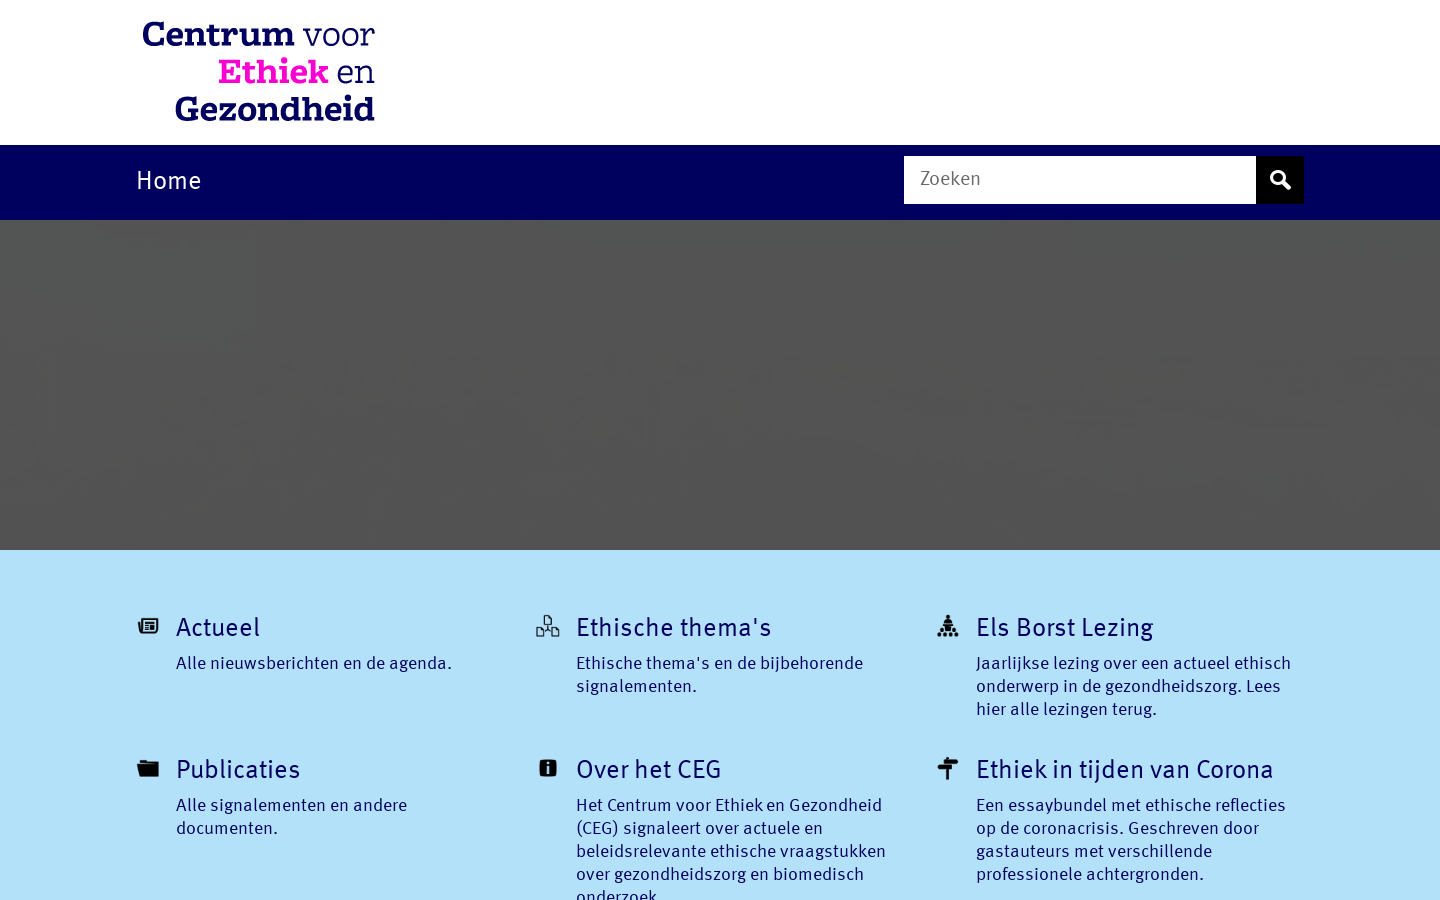 Centrum voor
Ethiek en
Gezondheid
Home
Zoeken
Actueel
Alle nieuwsberichten en de agenda.
Ethische thema's
Ethische thema's en de bijbehorende
signalementen.
Els Borst Lezing
Jaarlijkse lezing over een actueel ethisch
onderwerp in de gezondheidszorg. Lees
hier alle lezingen terug.
Publicaties
Alle signalementen en andere
documenten.
Over het CEG
Het Centrum voor Ethiek en Gezondheid
(CEG) signaleert over actuele en
beleidsrelevante ethische vraagstukken
over gezondheidszorg en biomedisch
onderzoek.
Ethiek in tijden van Corona
Een essaybundel met ethische reflecties
op de coronacrisis. Geschreven door
gastauteurs met verschillende
professionele achtergronden.